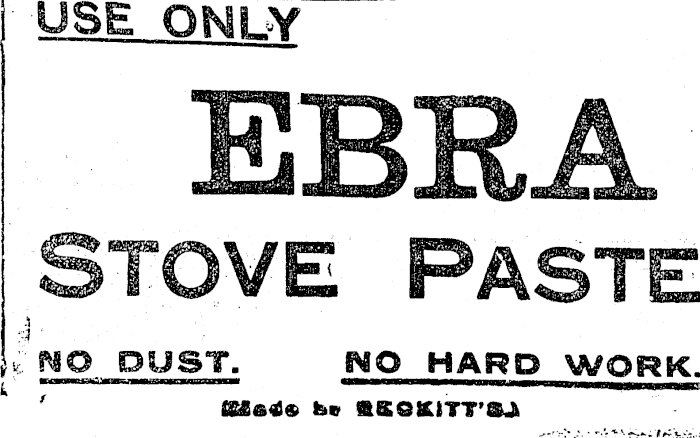 USE ONLY
EBRA
STOVE PASTE
NO DUST. NO HARD WORK.
(Made by RECKITT'S.)